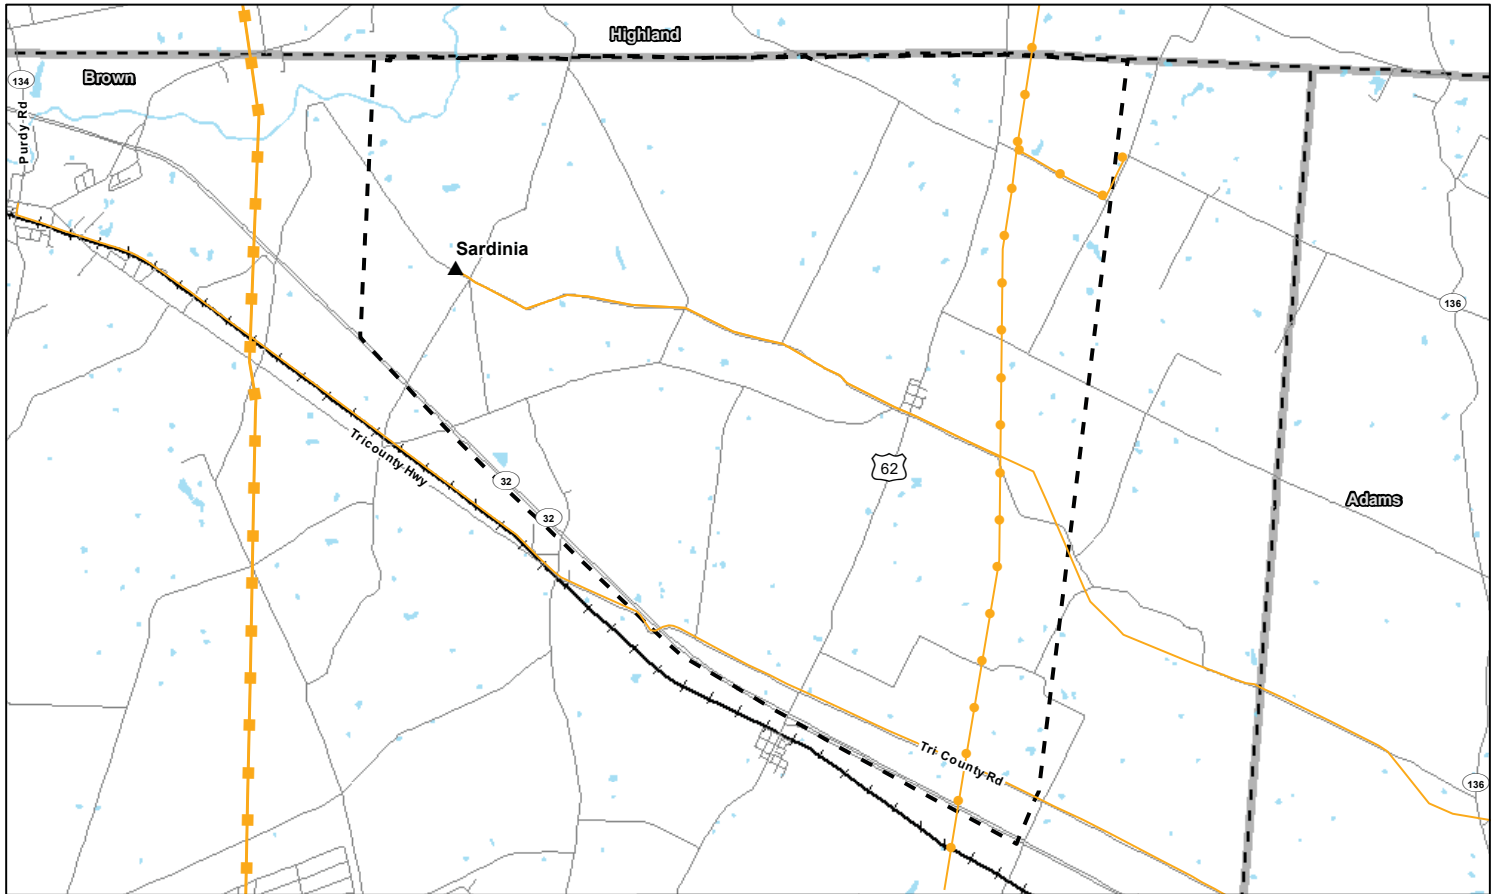 Highland
Brown
134
Purdy Rd
Sardinia
136
Tricounty Hwy
62
32
32
Adams
Tri County Rd
136